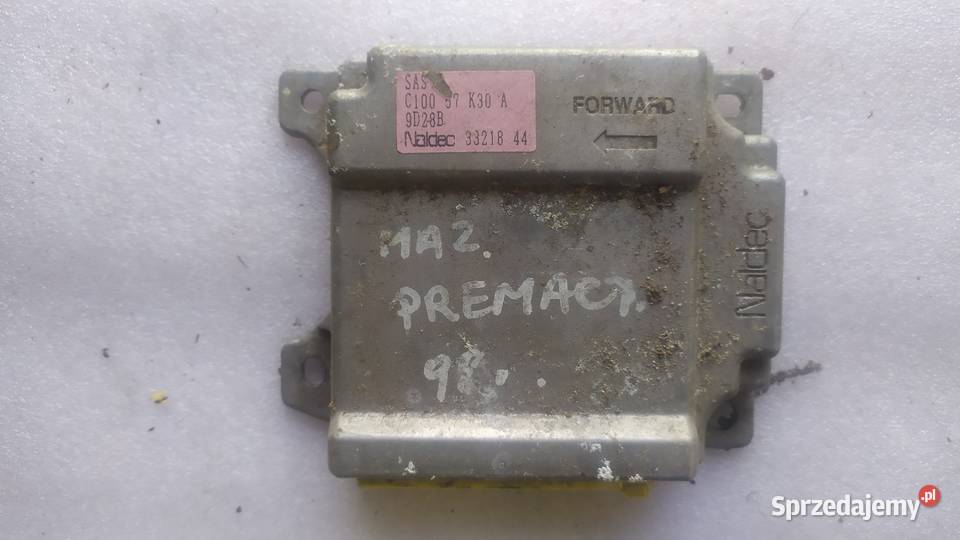 SAS
C100 57 K30 A
9D28B
Naldec 33218 44
FORWARD
Naldec
MAZ.
PREMACY.
98..
Sprzedajemy.pl